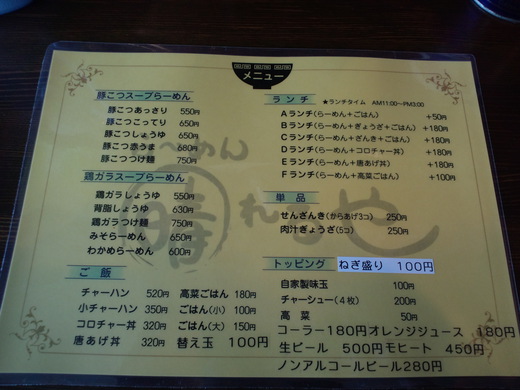 メニュー
豚こつスープらーめん
豚こつあっさり 550円
豚こつこってり 650円
豚こつしょうゆ 650円
豚こつ赤うま 680円
豚こつつけ麺 750円
鶏ガラスープらーめん
鶏ガラしょうゆ 550円
背脂しょうゆ 630円
鶏ガラつけ麺 750円
みそらーめん 650円
わかめらーめん 600円
ご飯
チャーハン 520円 高菜ごはん 180円
小チャーハン 350円 ごはん(小) 100円
コロチャー丼 320円 ごはん(大) 150円
唐あげ丼 320円 替え玉 100円
ランチ ★ランチタイム AM11:00〜PM3:00
Aランチ(らーめん+ごはん) +50円
Bランチ(らーめん+ぎょうざ+ごはん) +180円
Cランチ(らーめん+ざんき+ごはん) +180円
Dランチ(らーめん+コロチャー丼) +180円
Eランチ(らーめん+唐あげ丼) +180円
Fランチ(らーめん+高菜ごはん) +100円
単品
せんざんき(からあげ3コ) 250円
肉汁ぎょうざ(5コ) 250円
トッピング ねぎ盛り 100円
自家製味玉 100円
チャーシュー(4枚) 200円
高菜 50円
コーラー180円オレンジジュース 180円
生ビール 500円モヒート 450円
ノンアルコールビール280円
らーめん
晴れるや